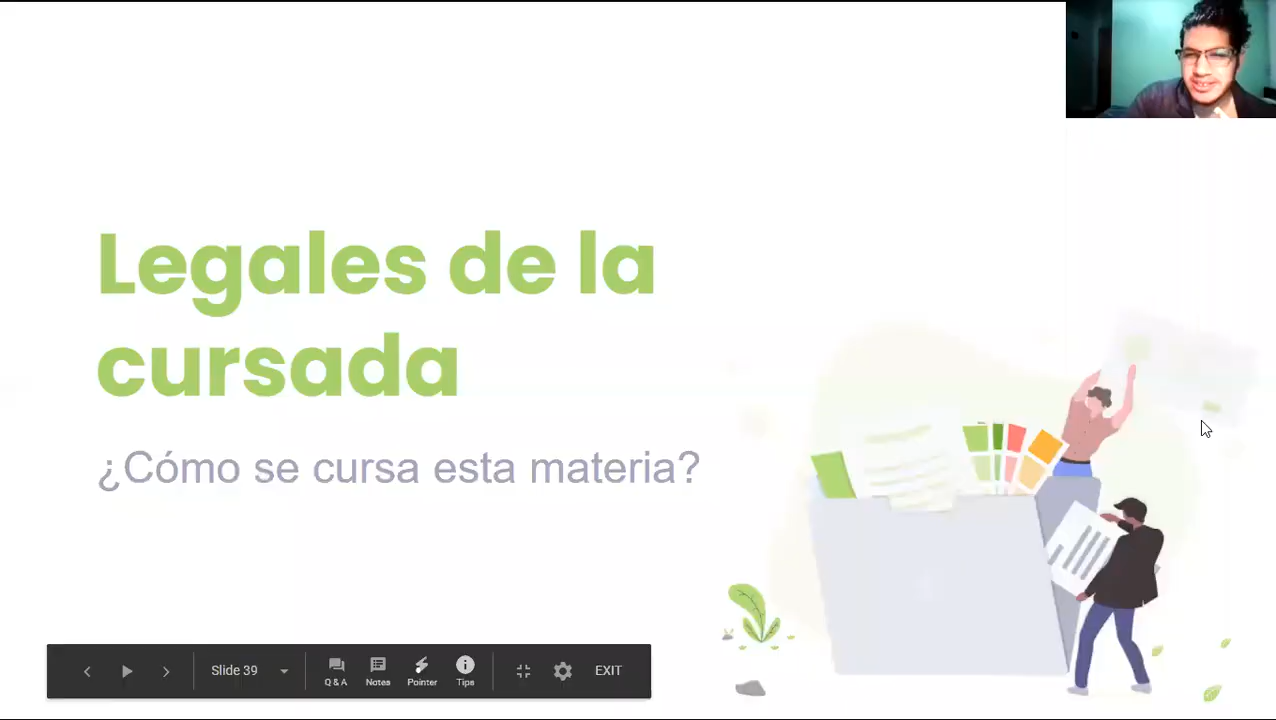 Legales de la
cursada
¿Cómo se cursa esta materia?
Slide 39
Q & A
Notes
Pointer
Tips
EXIT